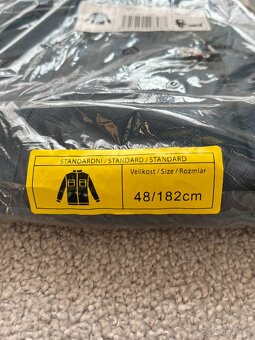 STANDARDNÍ / STANDARD / STANDARD
Velikost / Size / Rozmiar
48/182cm